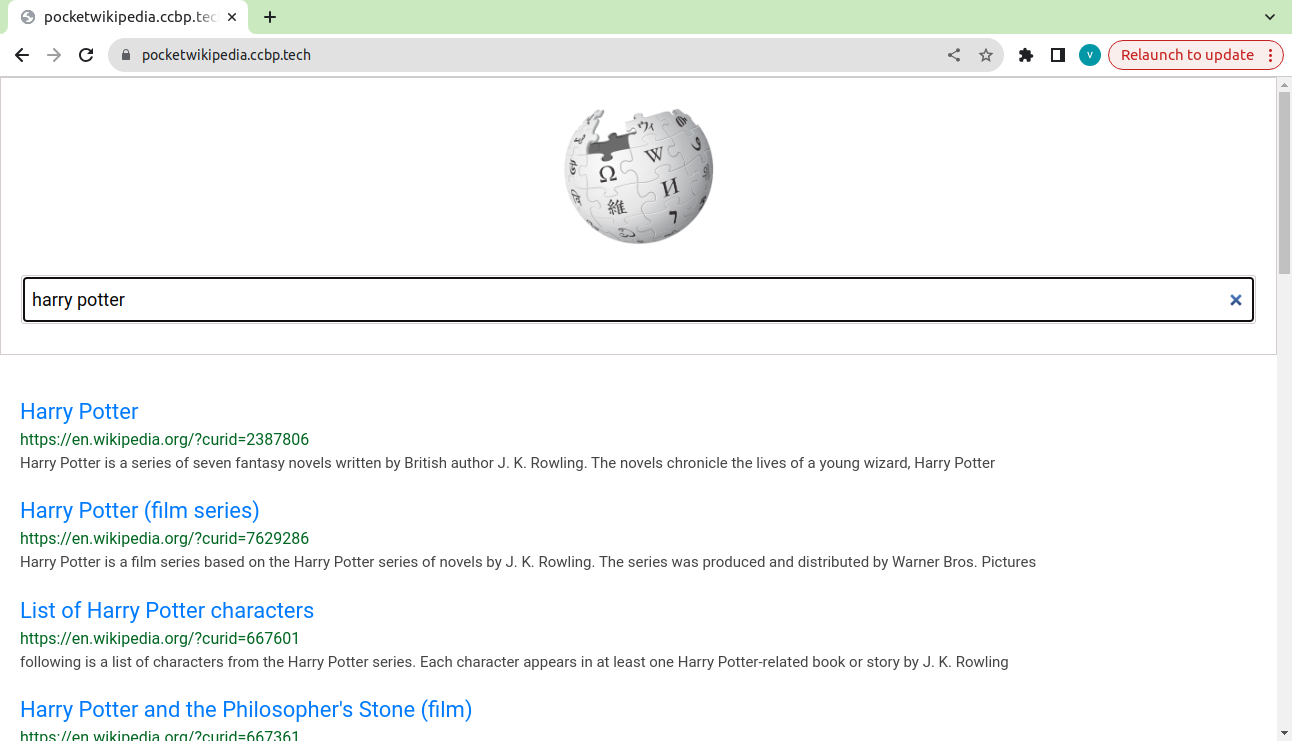 pocketwikipedia.ccbp.tec
pocketwikipedia.ccbp.tech
V
Relaunch to update
Ω
W
И
維
harry potter
Harry Potter
https://en.wikipedia.org/?curid=2387806
Harry Potter is a series of seven fantasy novels written by British author J. K. Rowling. The novels chronicle the lives of a young wizard, Harry Potter
Harry Potter (film series)
https://en.wikipedia.org/?curid=7629286
Harry Potter is a film series based on the Harry Potter series of novels by J. K. Rowling. The series was produced and distributed by Warner Bros. Pictures
List of Harry Potter characters
https://en.wikipedia.org/?curid=667601
following is a list of characters from the Harry Potter series. Each character appears in at least one Harry Potter-related book or story by J. K. Rowling
Harry Potter and the Philosopher's Stone (film)
https://en.wikipedia.org/?curid=667361